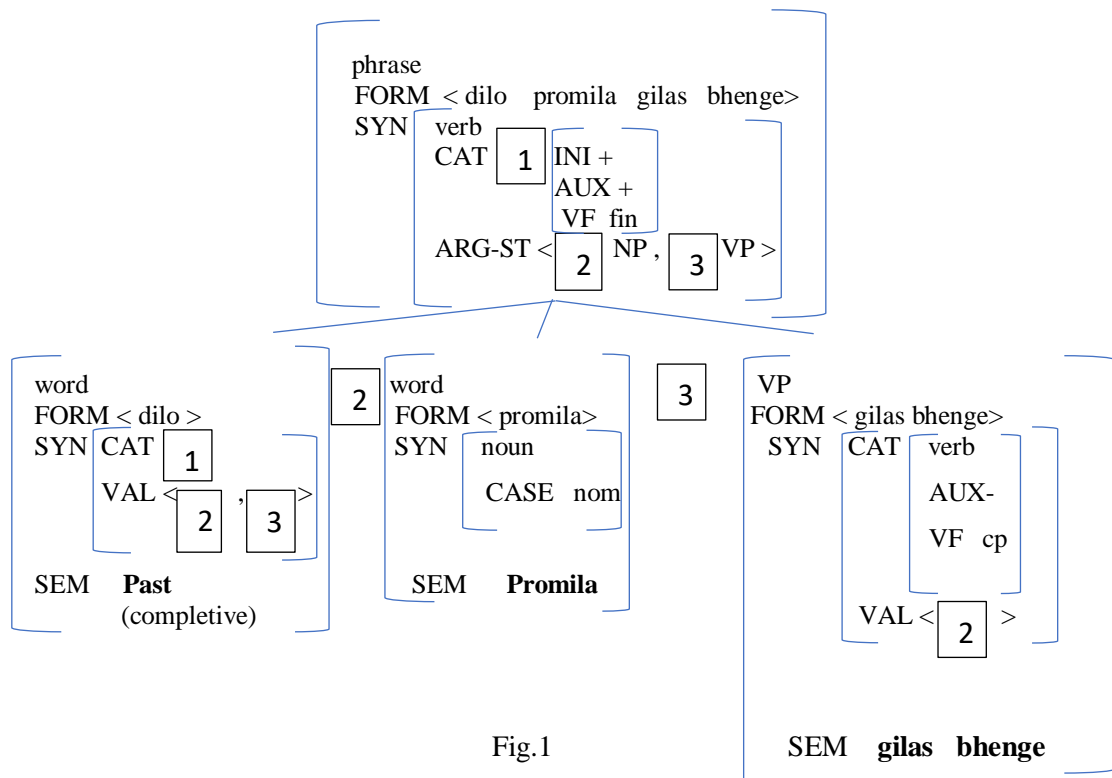 phrase
FORM < dilo promila gilas bhenge>
SYN verb
CAT 1 INI +
AUX +
VF fin
ARG-ST < 2 NP , 3 VP >
word
FORM < dilo >
SYN CAT 1
VAL < 2 , 3 >
SEM Past
(completive)
2 word
FORM < promila>
SYN noun
CASE nom
SEM Promila
3 VP
FORM < gilas bhenge>
SYN CAT verb
AUX-
VF cp
VAL < 2 >
SEM gilas bhenge
Fig.1